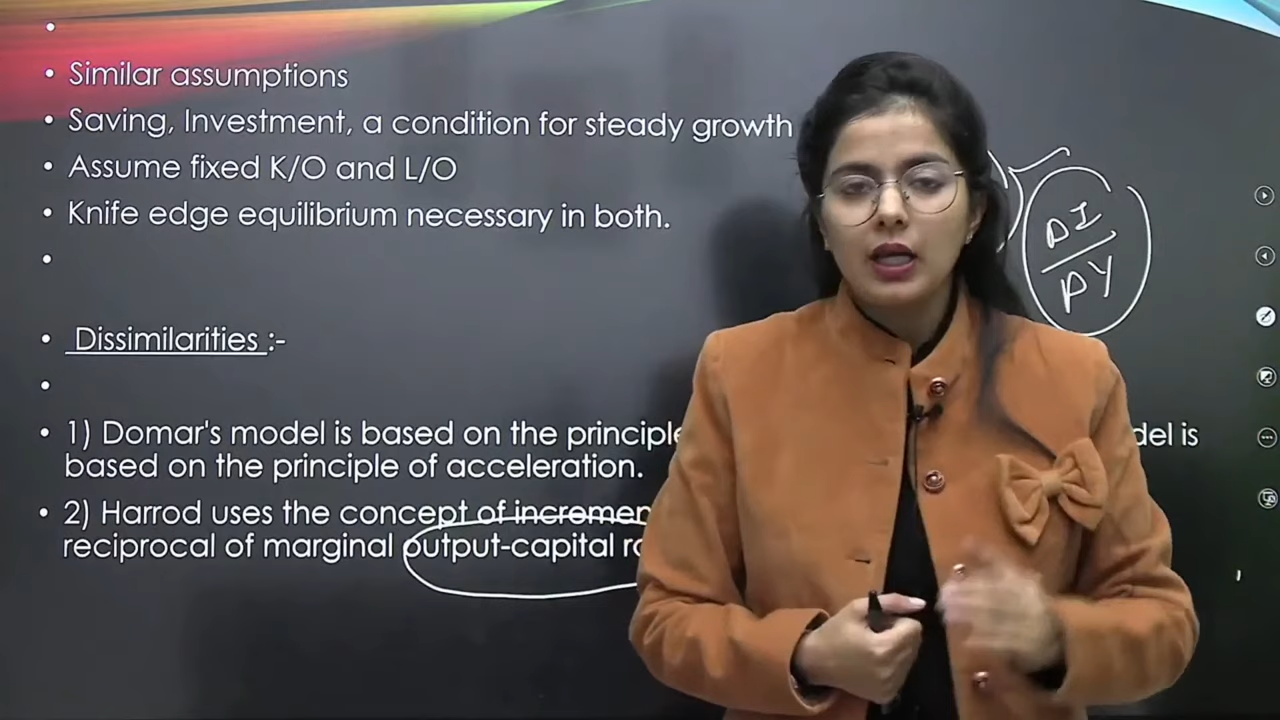 • 
• Similar assumptions
• Saving, Investment, a condition for steady growth
• Assume fixed K/O and L/O
• Knife edge equilibrium necessary in both.
• 
• Dissimilarities :-
• 
• 1) Domar's model is based on the principle del is
based on the principle of acceleration.
• 2) Harrod uses the concept of
reciprocal of marginal output-capital
ΔI
ΔY